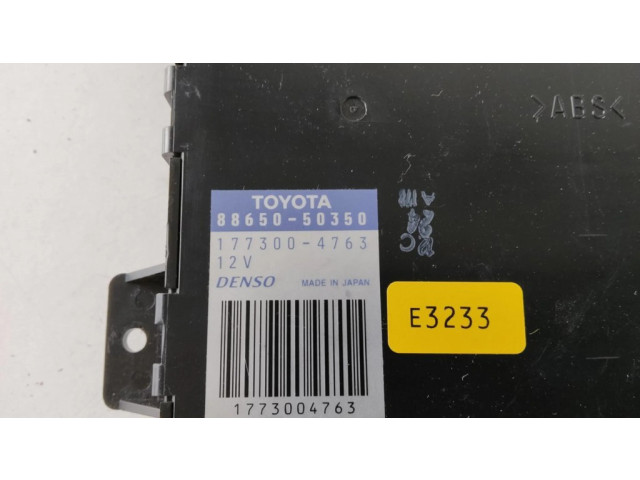 >ABS<
TOYOTA
88650-50350
177300-4763
12V
DENSO MADE IN JAPAN
E3233
1773004763